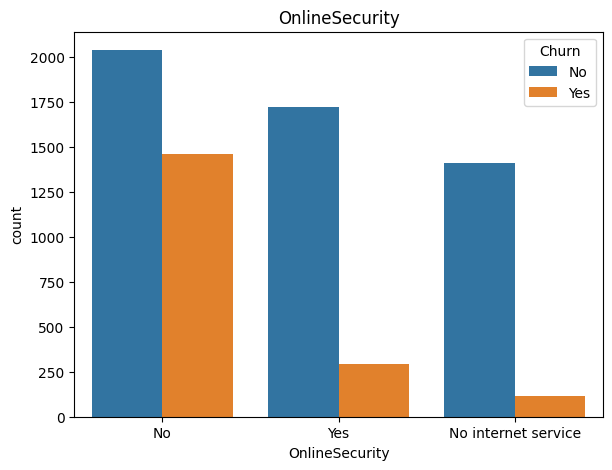 OnlineSecurity
Churn
No
Yes
2000
1750
1500
1250
1000
750
500
250
0
count
No Yes No internet service
OnlineSecurity